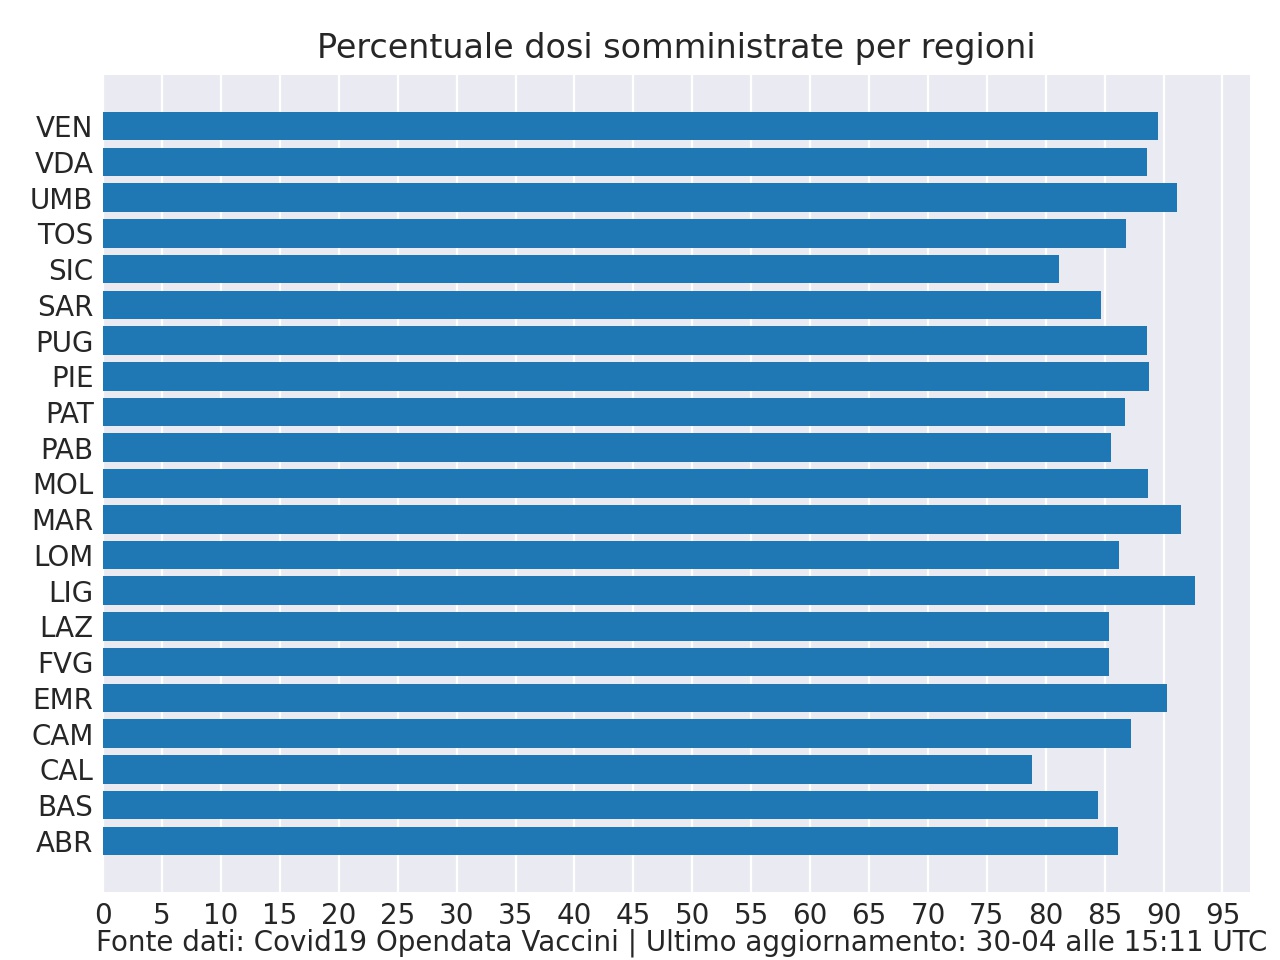 Percentuale dosi somministrate per regioni
VEN
VDA
UMB
TOS
SIC
SAR
PUG
PIE
PAT
PAB
MOL
MAR
LOM
LIG
LAZ
FVG
EMR
CAM
CAL
BAS
ABR
0 5 10 15 20 25 30 35 40 45 50 55 60 65 70 75 80 85 90 95
Fonte dati: Covid19 Opendata Vaccini | Ultimo aggiornamento: 30-04 alle 15:11 UTC